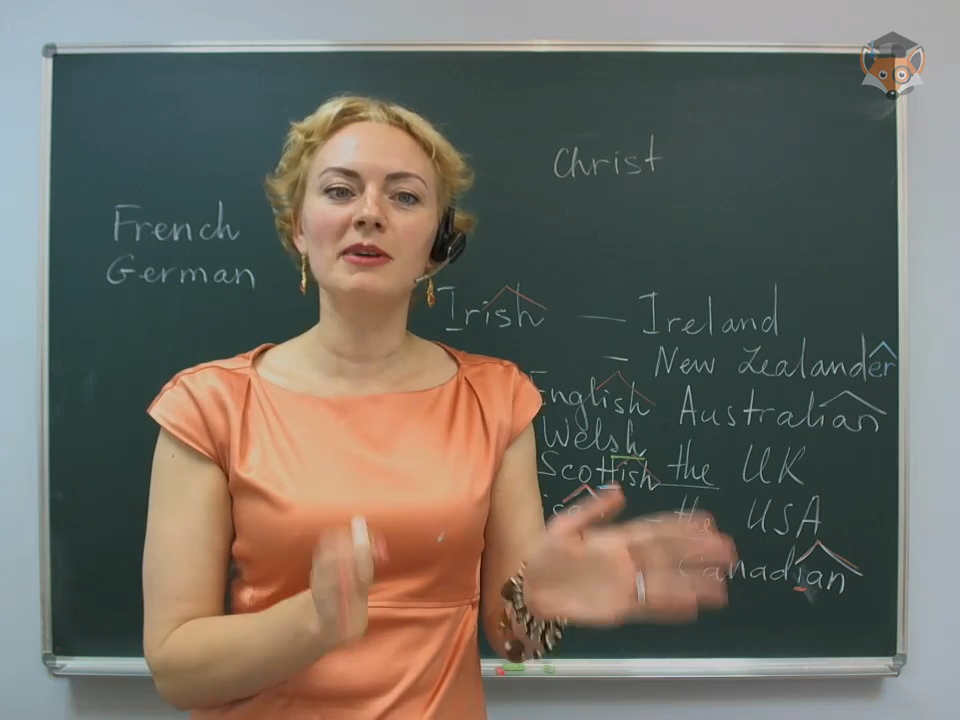 Christ
French
German
Irish — Ireland
– New Zealander
English Australian
Welsh
Scottish the UK
– the USA
Canadian